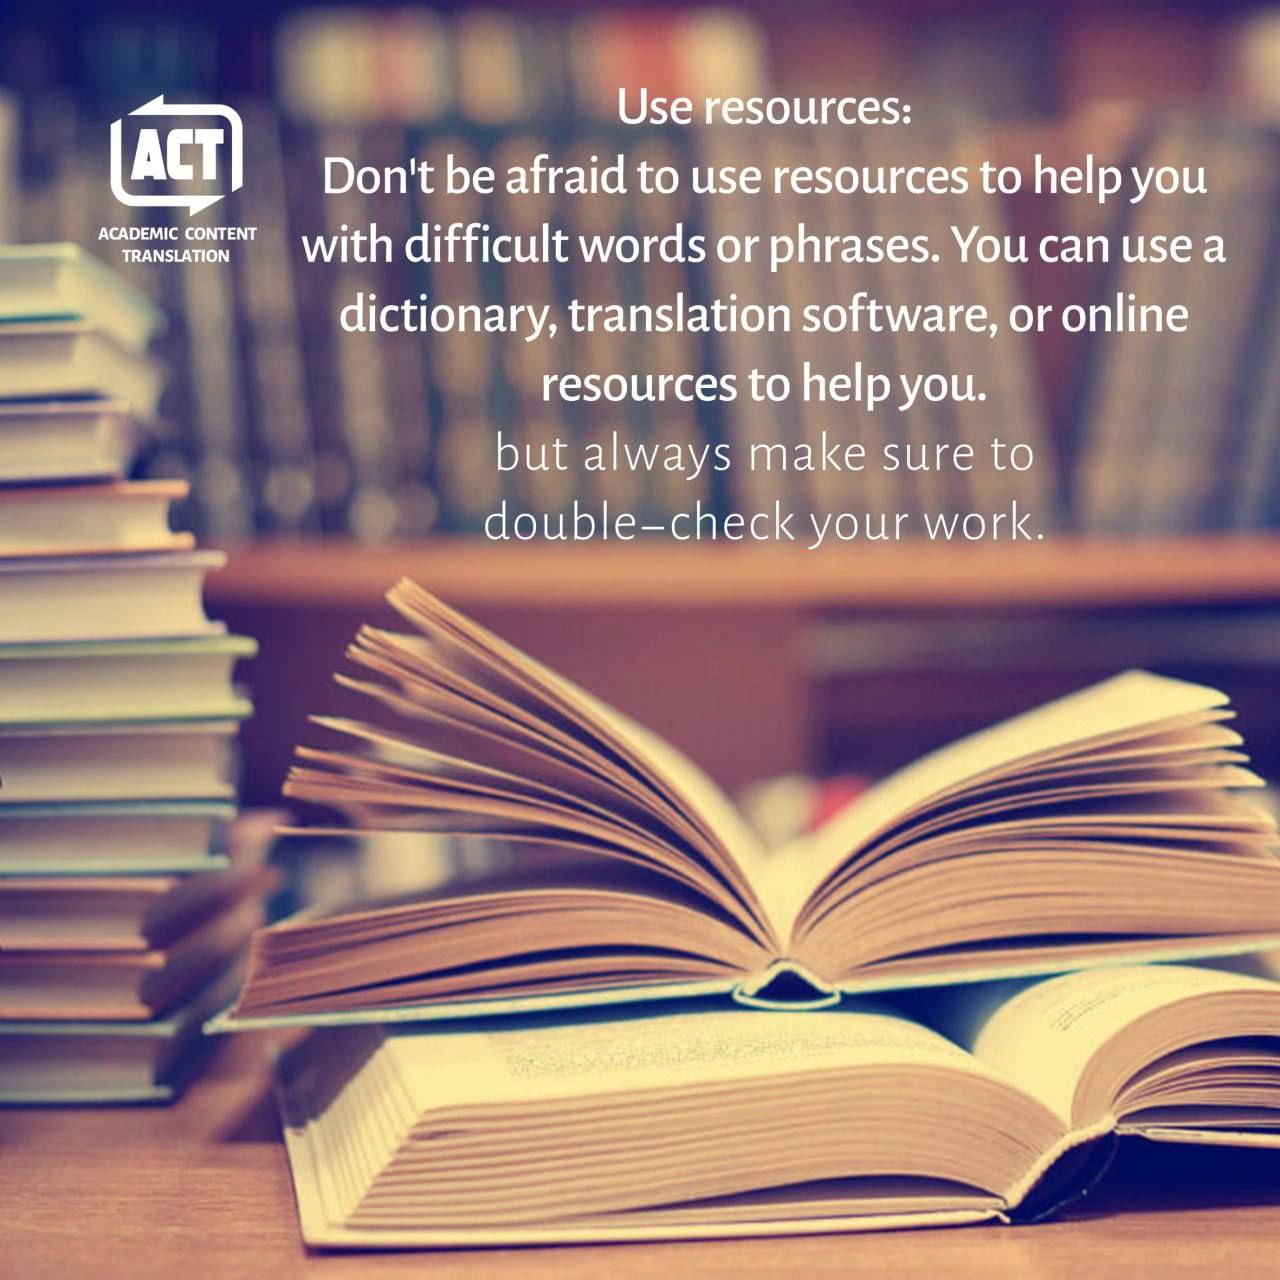 ACT
ACADEMIC CONTENT
TRANSLATION
Use resources:
Don't be afraid to use resources to help you
with difficult words or phrases. You can use a
dictionary, translation software, or online
resources to help you.
but always make sure to
double–check your work.